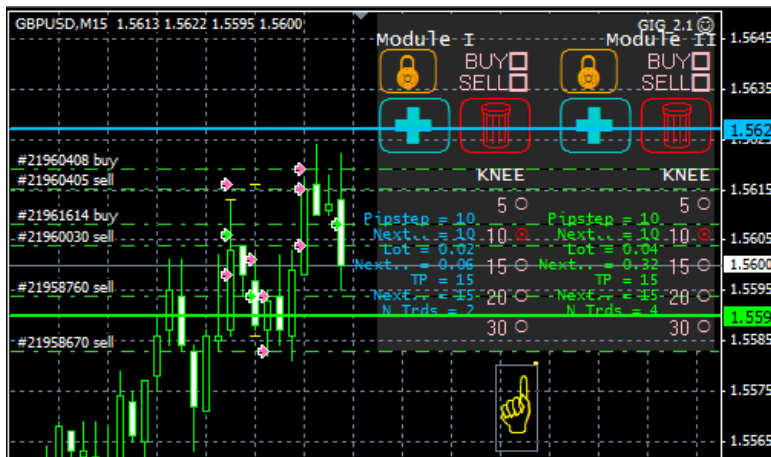 GBPUSD,M15 1.5613 1.5622 1.5595 1.5600
GIG_2.1
Module I
Module II
BUY
SELL
BUY
SELL
KNEE
KNEE
5
10
15
20
30
5
10
15
20
30
Pipstep = 10
Next.. = 10
Lot = 0.02
Next.. = 0.06
TP = 15
Next.. = 15
N Trds = 2
Pipstep = 10
Next.. = 10
Lot = 0.04
Next.. = 0.32
TP = 15
Next.. = 15
N Trds = 4
#21960408 buy
#21960405 sell
#21961614 buy
#21960030 sell
#21958760 sell
#21958670 sell
1.5645
1.5635
1.562
1.5625
1.5615
1.5605
1.5600
1.5595
1.559
1.5585
1.5575
1.5565